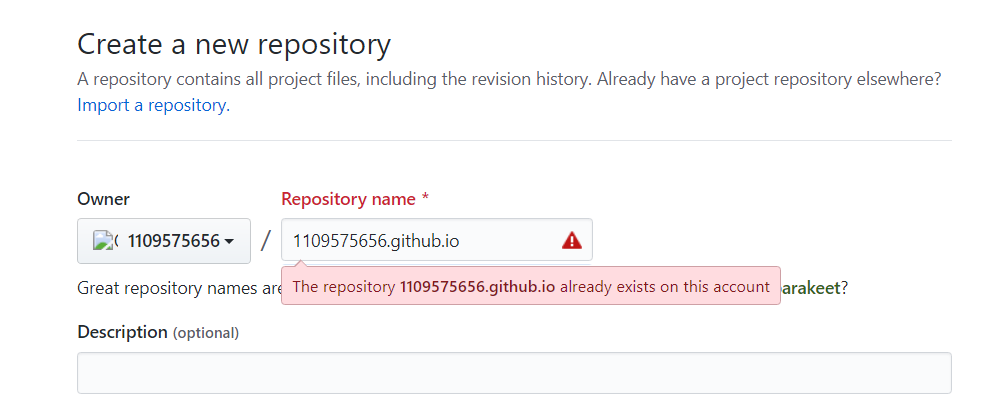 Create a new repository
A repository contains all project files, including the revision history. Already have a project repository elsewhere?
Import a repository.
Owner
Repository name *
1109575656
/
1109575656.github.io
The repository 1109575656.github.io already exists on this account
Great repository names are arakeet?
Description (optional)